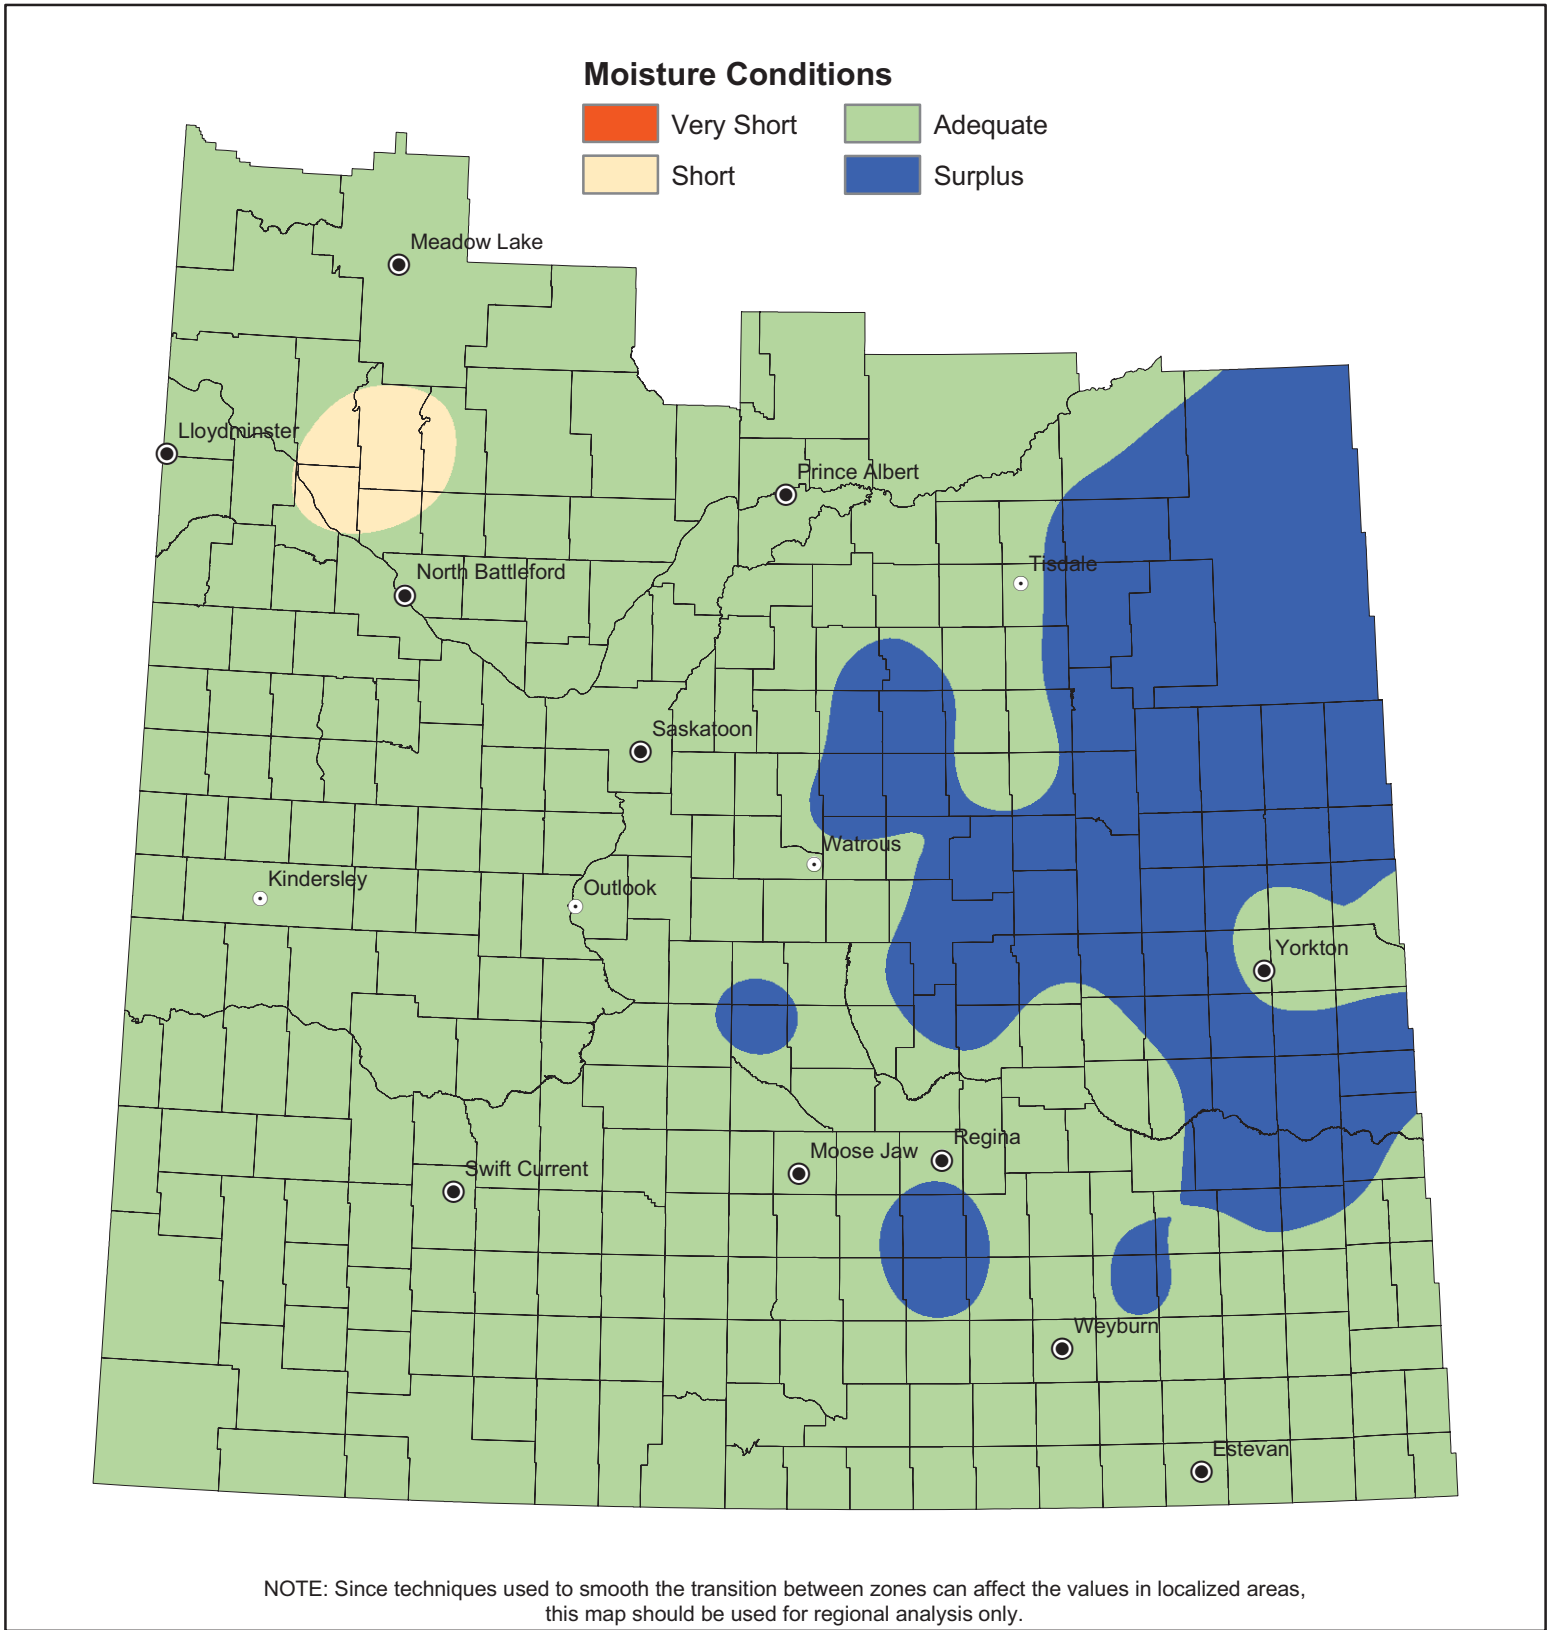 Moisture Conditions
Very Short
Adequate
Short
Surplus
Meadow Lake
Lloydminster
Prince Albert
Tisdale
North Battleford
Saskatoon
Watrous
Kindersley
Outlook
Yorkton
Regina
Moose Jaw
Swift Current
Weyburn
Estevan
NOTE: Since techniques used to smooth the transition between zones can affect the values in localized areas,
this map should be used for regional analysis only.